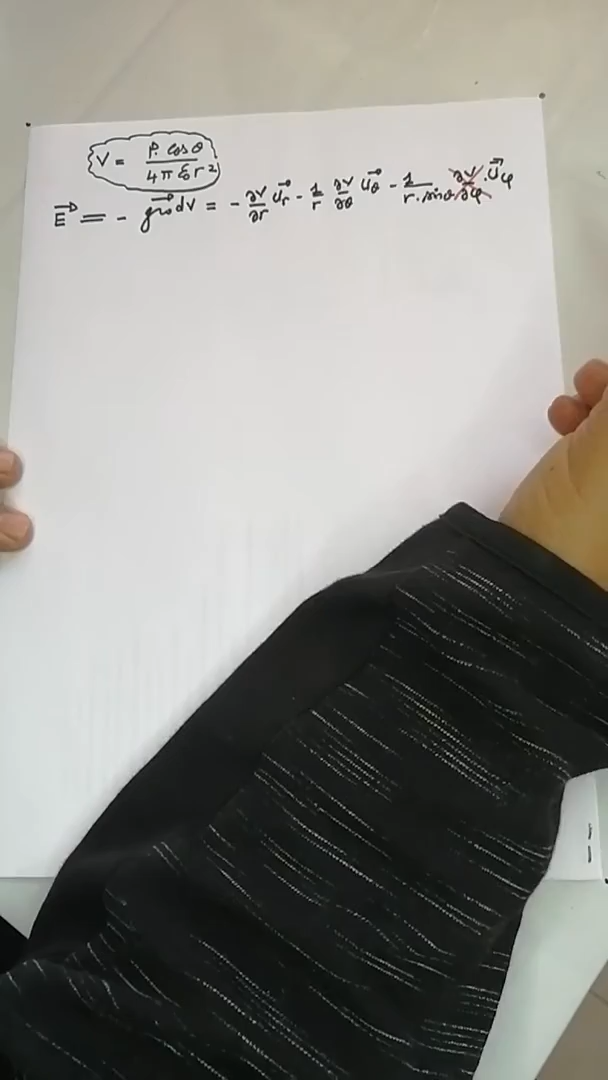 V = P. cosθ / 4πε₀r²
E⃗ = - grad⃗ V = - ∂V/∂r U⃗r - 1/r ∂V/∂θ U⃗θ - 1/r.sinθ ∂V/∂φ .U⃗φ